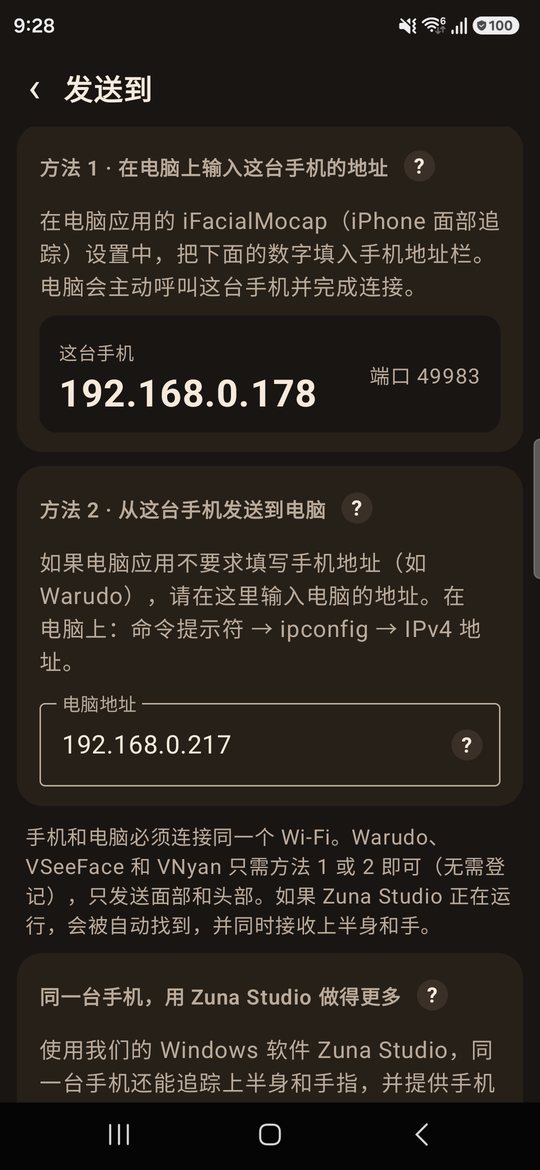 9:28
6
100
发送到
方法 1 · 在电脑上输入这台手机的地址 ?
在电脑应用的 iFacialMocap（iPhone 面部追
踪）设置中，把下面的数字填入手机地址栏。
电脑会主动呼叫这台手机并完成连接。
这台手机
192.168.0.178
端口 49983
方法 2 · 从这台手机发送到电脑 ?
如果电脑应用不要求填写手机地址（如
Warudo），请在这里输入电脑的地址。在
电脑上：命令提示符 → ipconfig → IPv4 地
址。
电脑地址
192.168.0.217 ?
手机和电脑必须连接同一个 Wi-Fi。Warudo、
VSeeFace 和 VNyan 只需方法 1 或 2 即可（无需登
记），只发送面部和头部。如果 Zuna Studio 正在运
行，会被自动找到，并同时接收上半身和手。
同一台手机，用 Zuna Studio 做得更多 ?
使用我们的 Windows 软件 Zuna Studio，同
一台手机还能追踪上半身和手指，并提供手机